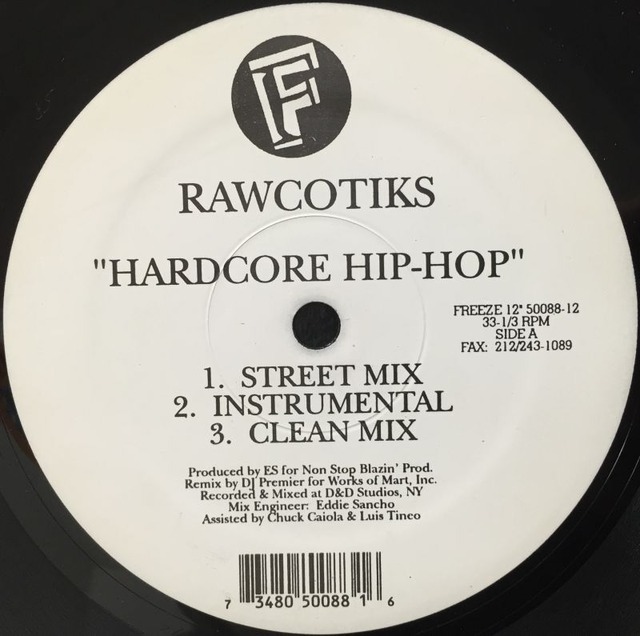 F
RAWCOTIKS
"HARDCORE HIP-HOP"
FREEZE 12" 50088-12
33-1/3 RPM
SIDE A
FAX: 212/243-1089
1. STREET MIX
2. INSTRUMENTAL
3. CLEAN MIX
Produced by ES for Non Stop Blazin' Prod.
Remix by DJ Premier for Works of Mart, Inc.
Recorded & Mixed at D&D Studios, NY
Mix Engineer: Eddie Sancho
Assisted by Chuck Caiola & Luis Tineo
7 3480 50088 1 6